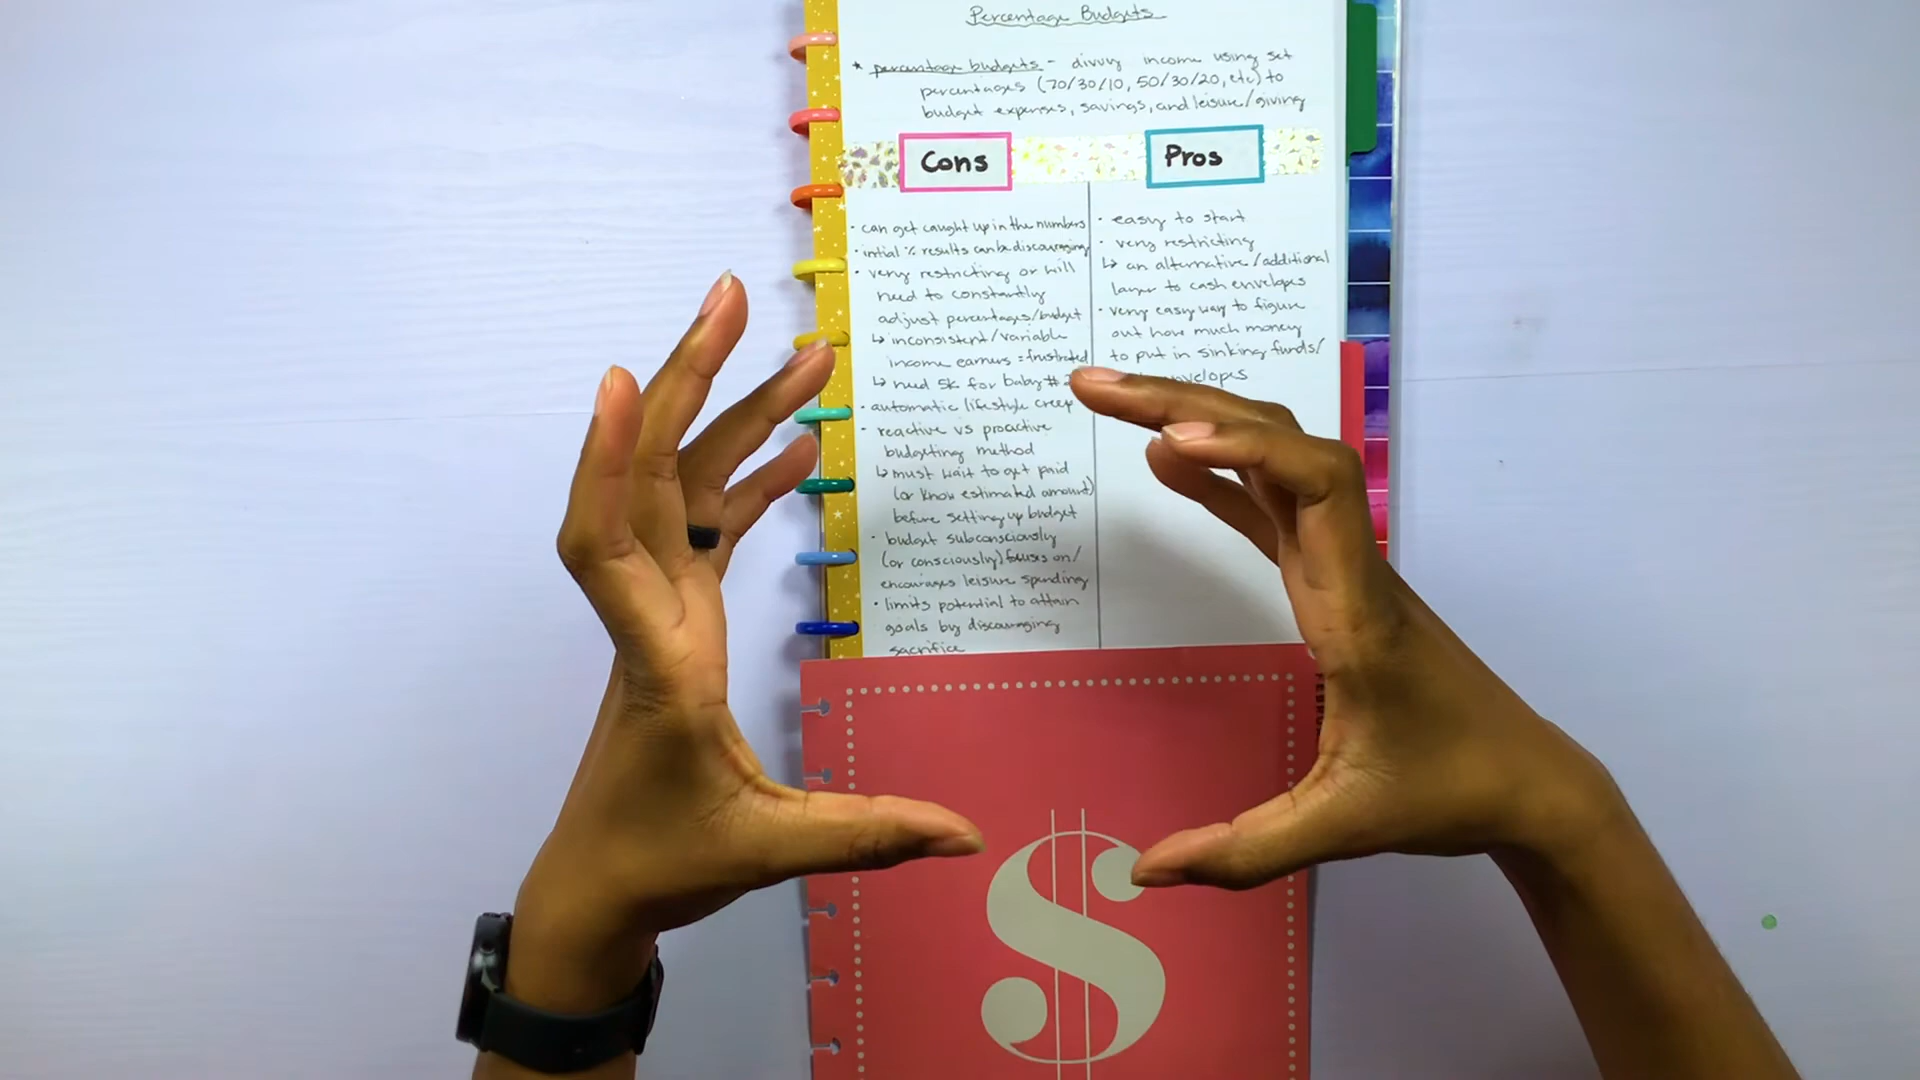 Percentage Budgets
* percentage budgets - divvy income using set
percentages (70/30/10, 50/30/20, etc) to
budget expenses, savings, and leisure/giving
Cons
· can get caught up in the numbers
· intial % results can be discouraging
· very restricting or will
need to constantly
adjust percentages/budget
↳ inconsistent/variable
income earners = frustrated
↳ need 5k for baby #
· automatic lifestyle creep
· reactive vs proactive
budgeting method
↳ must wait to get paid
(or know estimated amount)
before setting up budget
· budget subconsciously
(or consciously) focuses on/
encourages leisure spending
· limits potential to attain
goals by discouraging
sacrifice
Pros
· easy to start
· very restricting
↳ an alternative/additional
layer to cash envelopes
· very easy way to figure
out how much money
to put in sinking funds/
envelopes
$